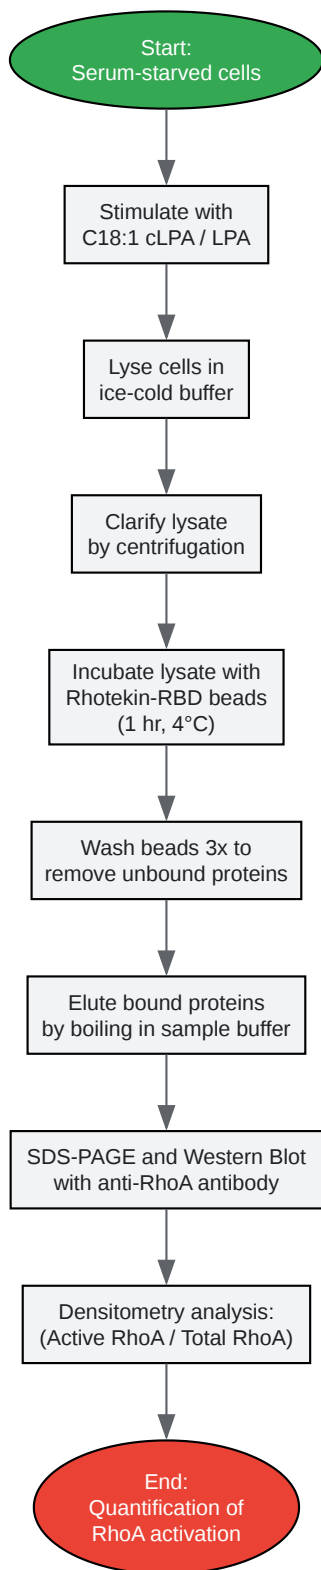 Start:
Serum-starved cells
Stimulate with
C18:1 cLPA / LPA
Lyse cells in
ice-cold buffer
Clarify lysate
by centrifugation
Incubate lysate with
Rhotekin-RBD beads
(1 hr, 4°C)
Wash beads 3x to
remove unbound proteins
Elute bound proteins
by boiling in sample buffer
SDS-PAGE and Western Blot
with anti-RhoA antibody
Densitometry analysis:
(Active RhoA / Total RhoA)
End:
Quantification of
RhoA activation